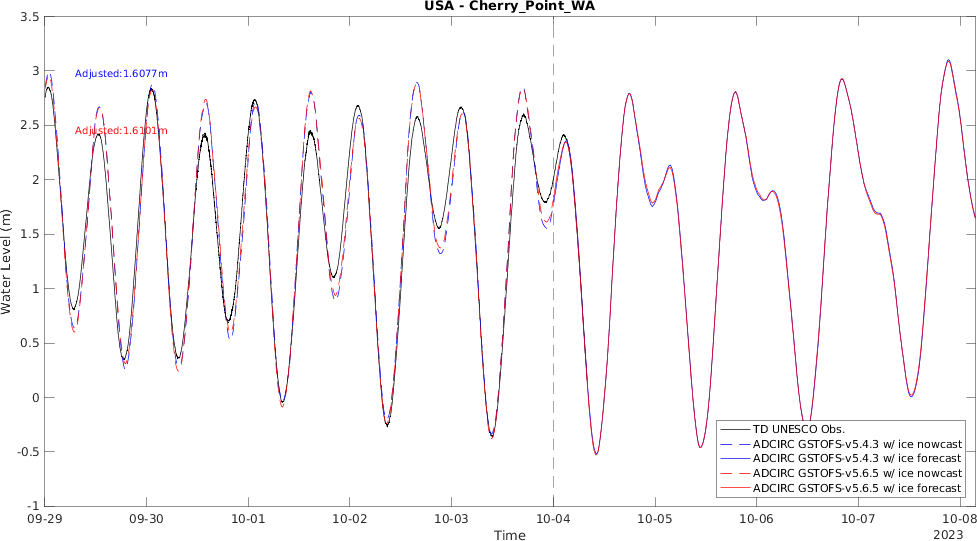 USA - Cherry_Point_WA
3.5
3
2.5
2
1.5
1
0.5
0
-0.5
-1
Water Level (m)
Adjusted:1.6077m
Adjusted:1.6101m
TD UNESCO Obs.
ADCIRC GSTOFS-v5.4.3 w/ ice nowcast
ADCIRC GSTOFS-v5.4.3 w/ ice forecast
ADCIRC GSTOFS-v5.6.5 w/ ice nowcast
ADCIRC GSTOFS-v5.6.5 w/ ice forecast
09-29 09-30 10-01 10-02 10-03 10-04 10-05 10-06 10-07 10-08
Time
2023